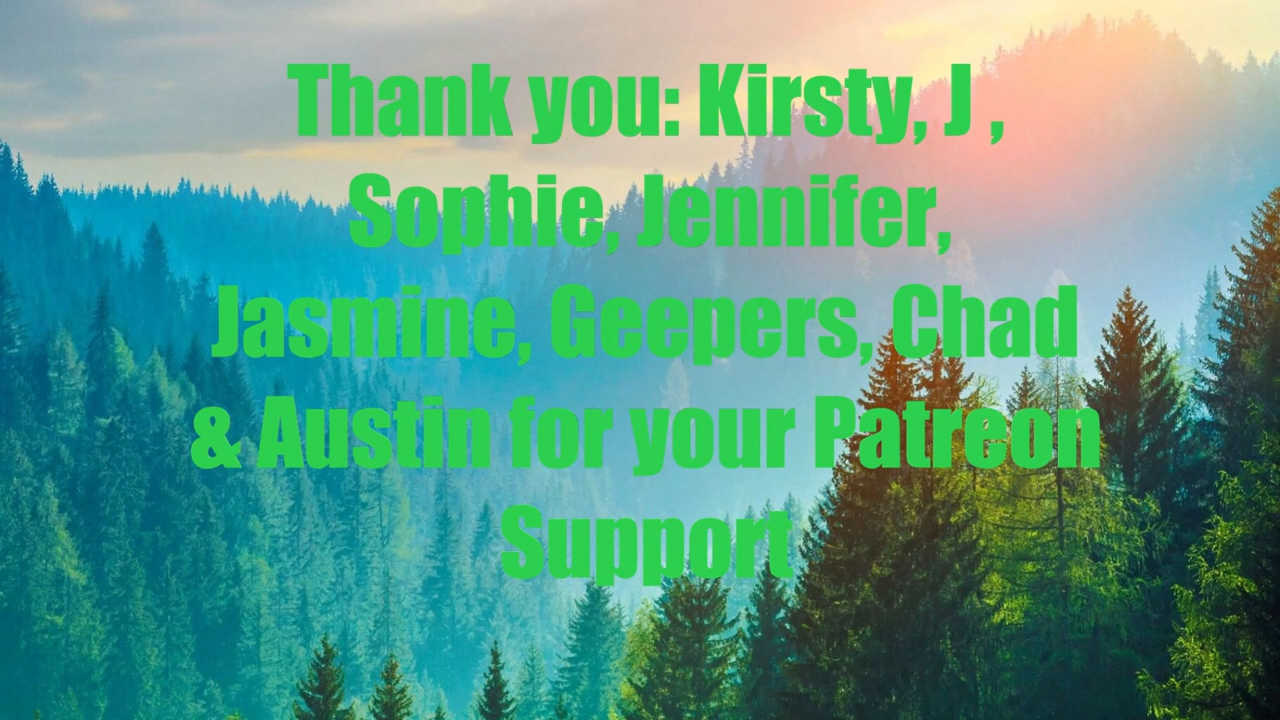 Thank you: Kirsty, J ,
Sophie, Jennifer,
Jasmine, Geepers, Chad
& Austin for your Patreon
Support